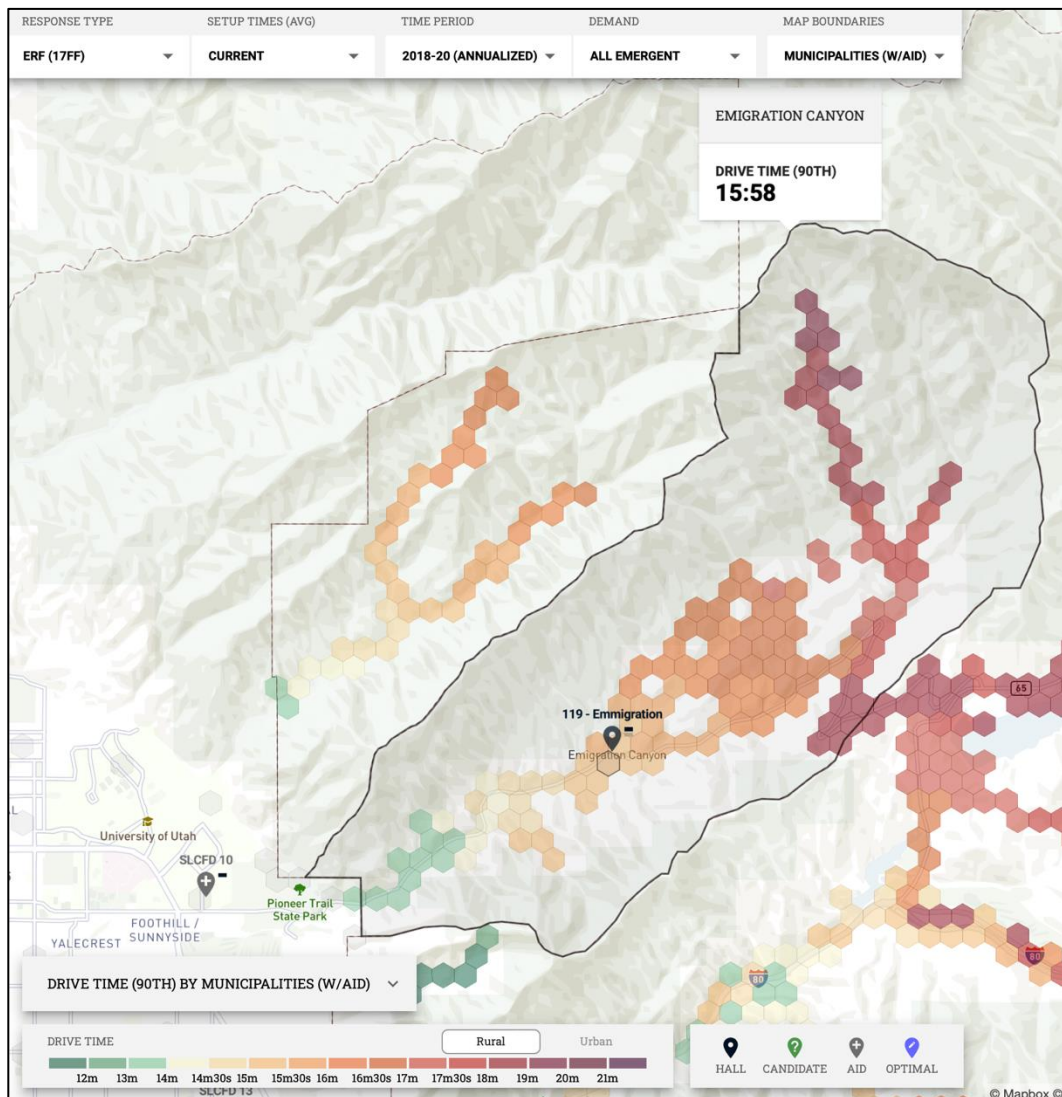 RESPONSE TYPE
SETUP TIMES (AVG)
TIME PERIOD
DEMAND
MAP BOUNDARIES
ERF (17FF)
CURRENT
2018-20 (ANNUALIZED)
ALL EMERGENT
MUNICIPALITIES (W/AID)
EMIGRATION CANYON
DRIVE TIME (90TH)
15:58
65
119 - Emmigration
Emigration Canyon
University of Utah
SLCFD 10
Pioneer Trail
State Park
FOOTHILL /
SUNNYSIDE
YALECREST
80
80
DRIVE TIME (90TH) BY MUNICIPALITIES (W/AID)
DRIVE TIME
Rural
Urban
12m 13m 14m 14m30s 15m 15m30s 16m 16m30s 17m 17m30s 18m 19m 20m 21m
HALL
CANDIDATE
AID
OPTIMAL
SLCFD 13
© Mapbox ©